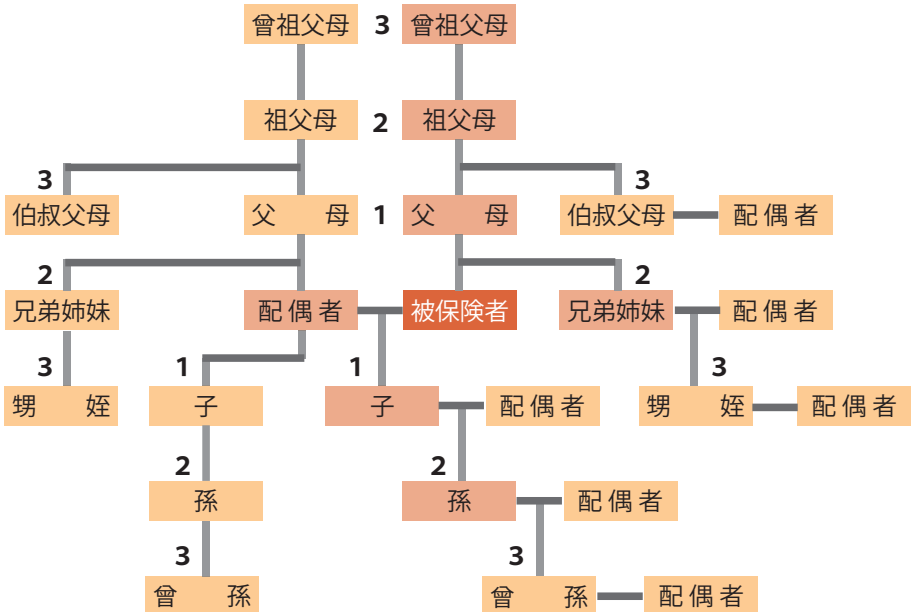 曾祖父母 3 曾祖父母
祖父母 2 祖父母
3 3
伯叔父母 父 母 1 父 母 伯叔父母 配偶者
2 2
兄弟姉妹 配偶者 被保険者 兄弟姉妹 配偶者
3 1 1 3
甥 姪 子 子 配偶者 甥 姪 配偶者
2 2
孫 孫 配偶者
3 3
曾 孫 曾 孫 配偶者